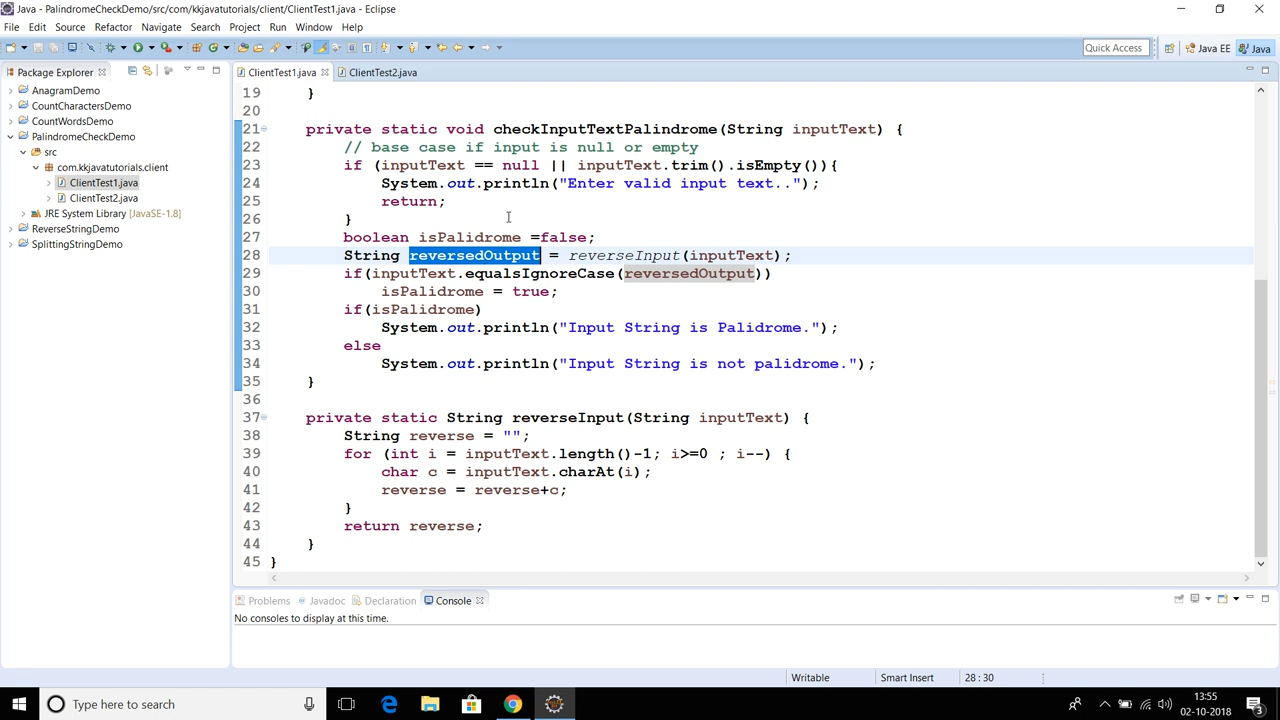 Java - PalindromeCheckDemo/src/com/kkjavatutorials/client/ClientTest1.java - Eclipse
File Edit Source Refactor Navigate Search Project Run Window Help
Quick Access Java EE Java
Package Explorer
AnagramDemo
CountCharactersDemo
CountWordsDemo
PalindromeCheckDemo
src
com.kkjavatutorials.client
ClientTest1.java
ClientTest2.java
JRE System Library [JavaSE-1.8]
ReverseStringDemo
SplittingStringDemo
ClientTest1.java ClientTest2.java
19 }
20
21 private static void checkInputTextPalindrome(String inputText) {
22 // base case if input is null or empty
23 if (inputText == null || inputText.trim().isEmpty()){
24 System.out.println("Enter valid input text..");
25 return;
26 }
27 boolean isPalidrome =false;
28 String reversedOutput = reverseInput(inputText);
29 if(inputText.equalsIgnoreCase(reversedOutput))
30 isPalidrome = true;
31 if(isPalidrome)
32 System.out.println("Input String is Palidrome.");
33 else
34 System.out.println("Input String is not palidrome.");
35 }
36
37 private static String reverseInput(String inputText) {
38 String reverse = "";
39 for (int i = inputText.length()-1; i>=0 ; i--) {
40 char c = inputText.charAt(i);
41 reverse = reverse+c;
42 }
43 return reverse;
44 }
45 }
Problems Javadoc Declaration Console
No consoles to display at this time.
Writable Smart Insert 28 : 30
Type here to search
13:55
02-10-2018
3